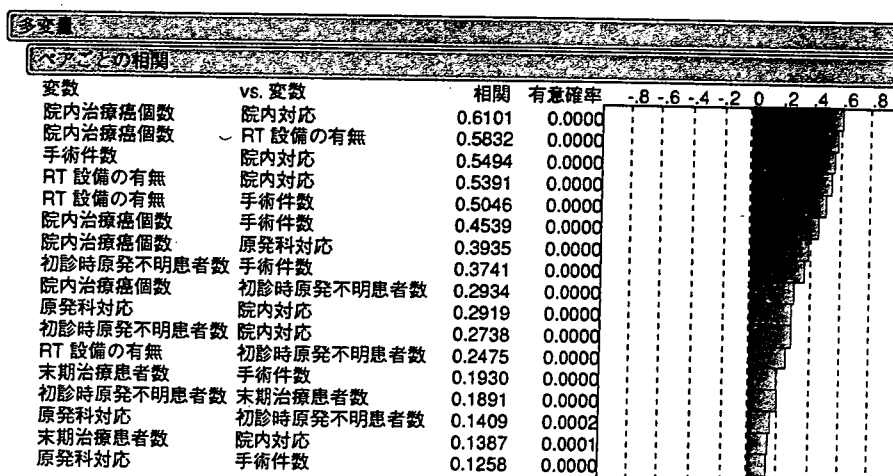 多変量
ペアごとの相関
変数 vs. 変数 相関 有意確率 -.8 -.6 -.4 -.2 0 .2 .4 .6 .8
院内治療癌個数 院内対応 0.6101 0.0000
院内治療癌個数 RT 設備の有無 0.5832 0.0000
手術件数 院内対応 0.5494 0.0000
RT 設備の有無 院内対応 0.5391 0.0000
RT 設備の有無 手術件数 0.5046 0.0000
院内治療癌個数 手術件数 0.4539 0.0000
院内治療癌個数 原発科対応 0.3935 0.0000
初診時原発不明患者数 手術件数 0.3741 0.0000
院内治療癌個数 初診時原発不明患者数 0.2934 0.0000
原発科対応 院内対応 0.2919 0.0000
初診時原発不明患者数 院内対応 0.2738 0.0000
RT 設備の有無 初診時原発不明患者数 0.2475 0.0000
末期治療患者数 手術件数 0.1930 0.0000
初診時原発不明患者数 末期治療患者数 0.1891 0.0000
原発科対応 初診時原発不明患者数 0.1409 0.0002
末期治療患者数 院内対応 0.1387 0.0001
原発科対応 手術件数 0.1258 0.0000